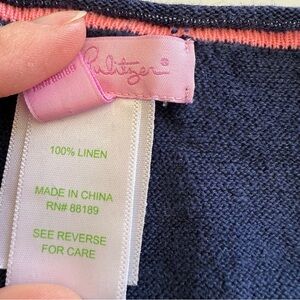 Pulitzer®
100% LINEN
MADE IN CHINA
RN# 88189
SEE REVERSE
FOR CARE